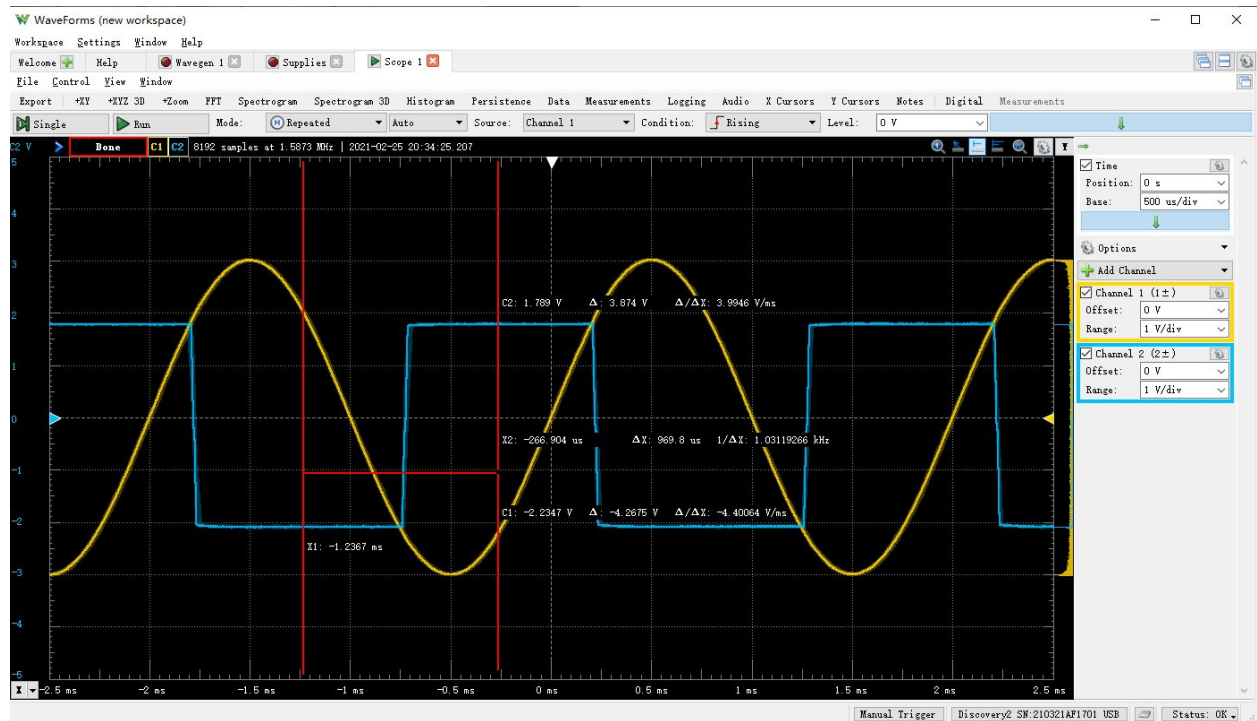 WaveForms (new workspace)
Workspace Settings Window Help
Welcome Help Wavegen 1 Supplies Scope 1
File Control View Window
Export +XY +XYZ 3D +Zoom FFT Spectrogram Spectrogram 3D Histogram Persistence Data Measurements Logging Audio X Cursors Y Cursors Notes Digital Measurements
Single Run Mode: Repeated Auto Source: Channel 1 Condition: Rising Level: 0 V
C2 V Done C1 C2 8192 samples at 1.5873 MHz | 2021-02-25 20:34:25.207 Y
5
4
3
2
1
0
-1
-2
-3
-4
-5
C2: 1.789 V Δ: 3.874 V Δ/ΔX: 3.9946 V/ms
X2: -266.904 us ΔX: 969.8 us 1/ΔX: 1.03119266 kHz
C1: -2.2347 V Δ: -4.2675 V Δ/ΔX: -4.40064 V/ms
X1: -1.2367 ms
X -2.5 ms -2 ms -1.5 ms -1 ms -0.5 ms 0 ms 0.5 ms 1 ms 1.5 ms 2 ms 2.5 ms
Time
Position: 0 s
Base: 500 us/div
Options
Add Channel
Channel 1 (1±)
Offset: 0 V
Range: 1 V/div
Channel 2 (2±)
Offset: 0 V
Range: 1 V/div
Manual Trigger Discovery2 SN:210321AF1701 USB Status: OK